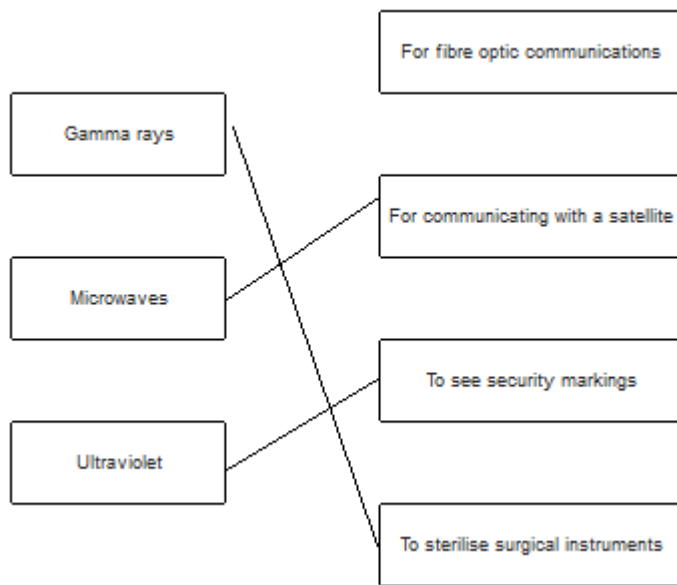 For fibre optic communications
Gamma rays
For communicating with a satellite
Microwaves
To see security markings
Ultraviolet
To sterilise surgical instruments